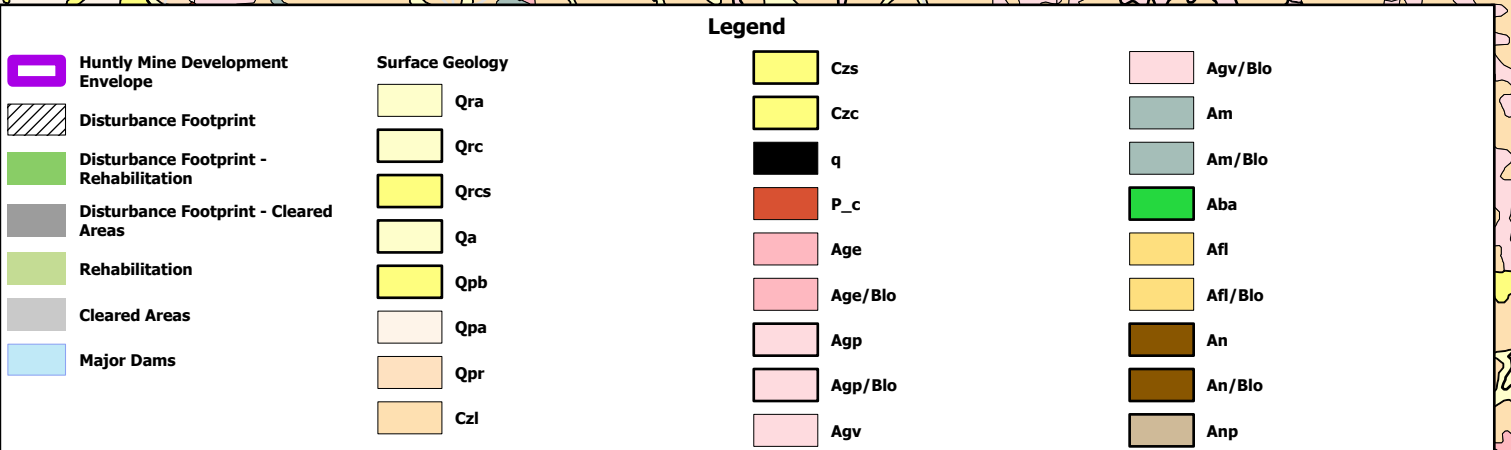 Legend
Huntly Mine Development
Envelope
Disturbance Footprint
Disturbance Footprint -
Rehabilitation
Disturbance Footprint - Cleared
Areas
Rehabilitation
Cleared Areas
Major Dams
Surface Geology
Qra
Qrc
Qrcs
Qa
Qpb
Qpa
Qpr
Czl
Czs
Czc
q
P_c
Age
Age/Blo
Agp
Agp/Blo
Agv
Agv/Blo
Am
Am/Blo
Aba
Afl
Afl/Blo
An
An/Blo
Anp